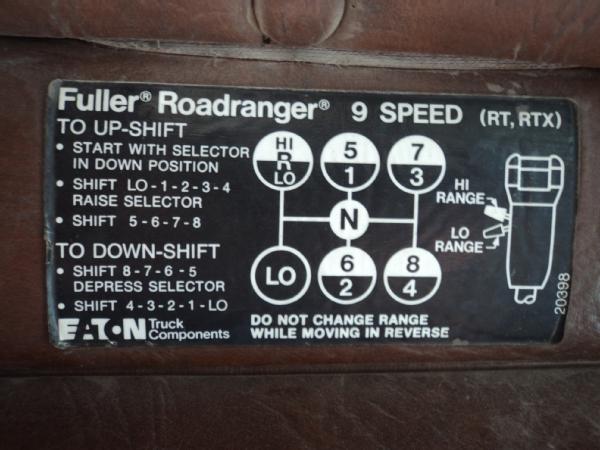 Fuller® Roadranger® 9 SPEED (RT, RTX)
TO UP-SHIFT
• START WITH SELECTOR
IN DOWN POSITION
• SHIFT LO-1-2-3-4
RAISE SELECTOR
• SHIFT 5-6-7-8
TO DOWN-SHIFT
• SHIFT 8-7-6-5
DEPRESS SELECTOR
• SHIFT 4-3-2-1-LO
EATON Truck
Components
HI
R
LO
5
1
7
3
N
LO
6
2
8
4
HI
RANGE
LO
RANGE
DO NOT CHANGE RANGE
WHILE MOVING IN REVERSE
20398